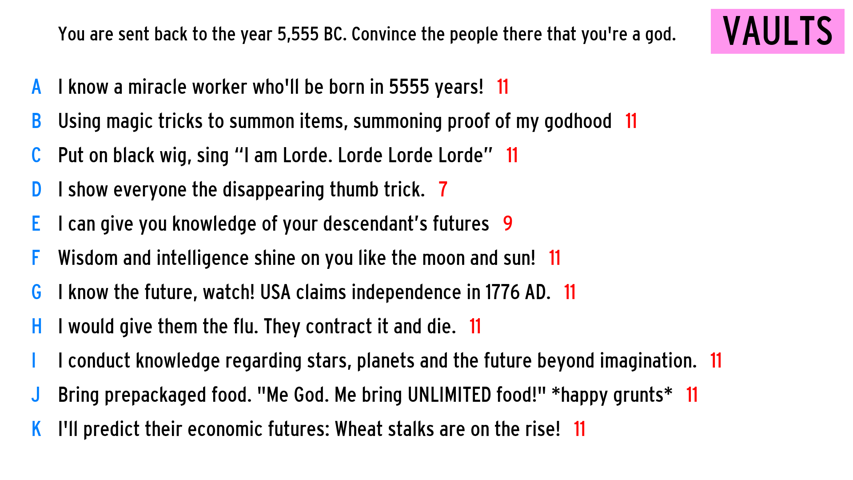 You are sent back to the year 5,555 BC. Convince the people there that you're a god.
VAULTS
A I know a miracle worker who'll be born in 5555 years! 11
B Using magic tricks to summon items, summoning proof of my godhood 11
C Put on black wig, sing “I am Lorde. Lorde Lorde Lorde” 11
D I show everyone the disappearing thumb trick. 7
E I can give you knowledge of your descendant’s futures 9
F Wisdom and intelligence shine on you like the moon and sun! 11
G I know the future, watch! USA claims independence in 1776 AD. 11
H I would give them the flu. They contract it and die. 11
I I conduct knowledge regarding stars, planets and the future beyond imagination. 11
J Bring prepackaged food. "Me God. Me bring UNLIMITED food!" *happy grunts* 11
K I'll predict their economic futures: Wheat stalks are on the rise! 11